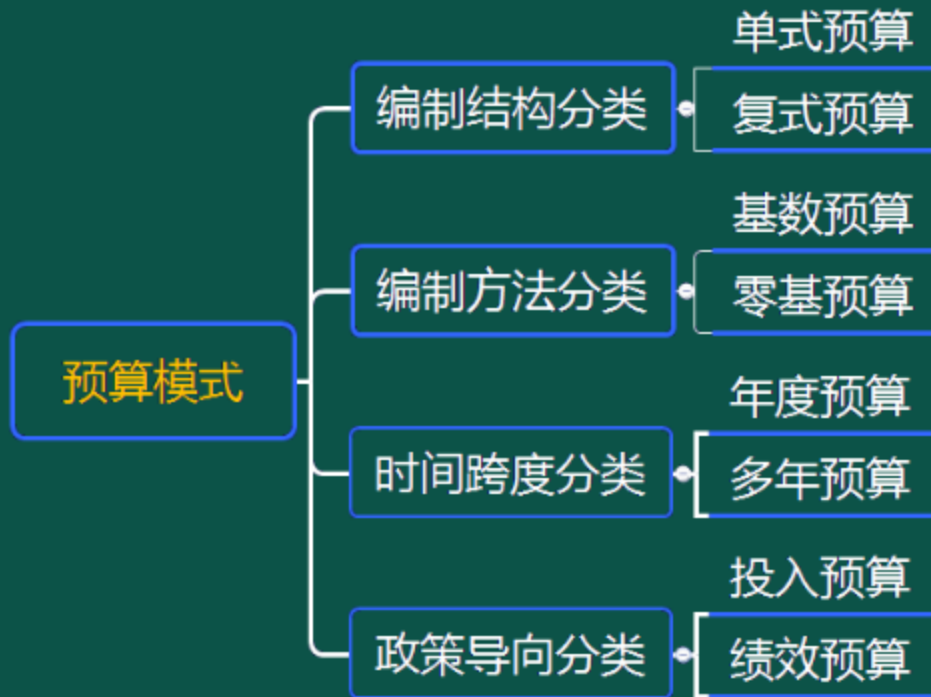 预算模式
编制结构分类
单式预算
复式预算
编制方法分类
基数预算
零基预算
时间跨度分类
年度预算
多年预算
政策导向分类
投入预算
绩效预算